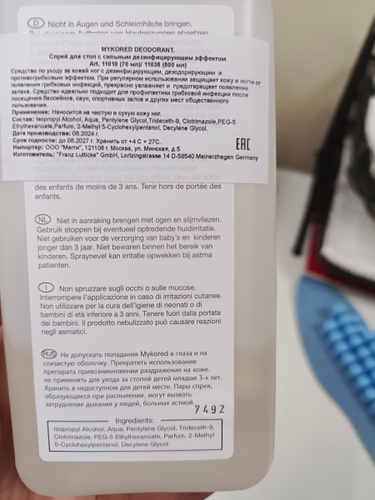 D Nicht in Augen und Schleimhäute bringen.
MYKORED DEODORANT.
Спрей для стоп с сильным дезинфицирующим эффектом.
Art. 11010 (70 ml)/ 11035 (500 ml)
Средство по уходу за кожей ног с дезинфицирующим, дезодорирующим и
противогрибковым эффектом. При регулярном использовании защищает кожу и ногти от
появления грибковых инфекций, прекрасно увлажняет и предотвращает появление
запаха. Средство идеально подходит для профилактики грибковой инфекции после
посещения бассейнов, саун, спортивных залов и других мест общественного
пользования.
Применение: Наносится на чистую и сухую кожу ног.
Состав: Isopropyl Alcohol, Aqua, Pentylene Glycol, Trideceth-9, Clotrimazole, PEG-5
Ethylhexanoate, Parfum, 2-Methyl 5-Cyclohexylpentanol, Decylene Glycol.
Дата производства: 08.2024 г.
Срок годности: до 08.2027 г. Хранить от +4 С + 27С.
Импортер: ООО "Метги", 121108 г. Москва, ул. Минская, д.5
Изготовитель: "Franz Lutticke" GmbH, Lortzingstrasse 14 D-58540 Meinerzhagen Germany
EAC
des enfants de moins de 3 ans. Tenir hors de portée des
enfants.
NL Niet in aanraking brengen met ogen en slijmvliezen.
Gebruik stoppen bij eventueel optredende huidirritatie.
Niet gebruiken voor de verzorging van baby's en kinderen
jonger dan 3 jaar. Niet bewaren binnen het bereik van
kinderen. Spraynevel kan irritatie opwekken bij astma
patienten.
I Non spruzzare sugli occhi o sulle mucose.
Interrompere l'applicazione in caso di irritazioni cutanee.
Non utilizzare per la cura dell'igiene di neonati o di
bambini di età inferiore a 3 anni. Tenere fuori dalla portata
dei bambini. Il prodotto nebulizzato può causare reazioni
negli asmatici.
RUS Не допускать попадания Mykored в глаза и на
слизистую оболочку. Прекратить использование
препарата при возникновении раздражения на коже.
не применять для ухода за стопой детей младше 3-х лет.
Хранить в недоступном для детей месте. Пары спрея,
образующиеся при распылении, могут вызвать
затруднение дыхания у людей, больных астмой.
7492
Ingredients:
Isopropyl Alcohol, Aqua, Pentylene Glycol, Trideceth-9,
Clotrimazole, PEG-5 Ethylhexanoate, Parfum, 2-Methyl
5-Cyclohexylpentanol, Decylene Glycol